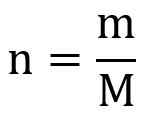 n = m/M